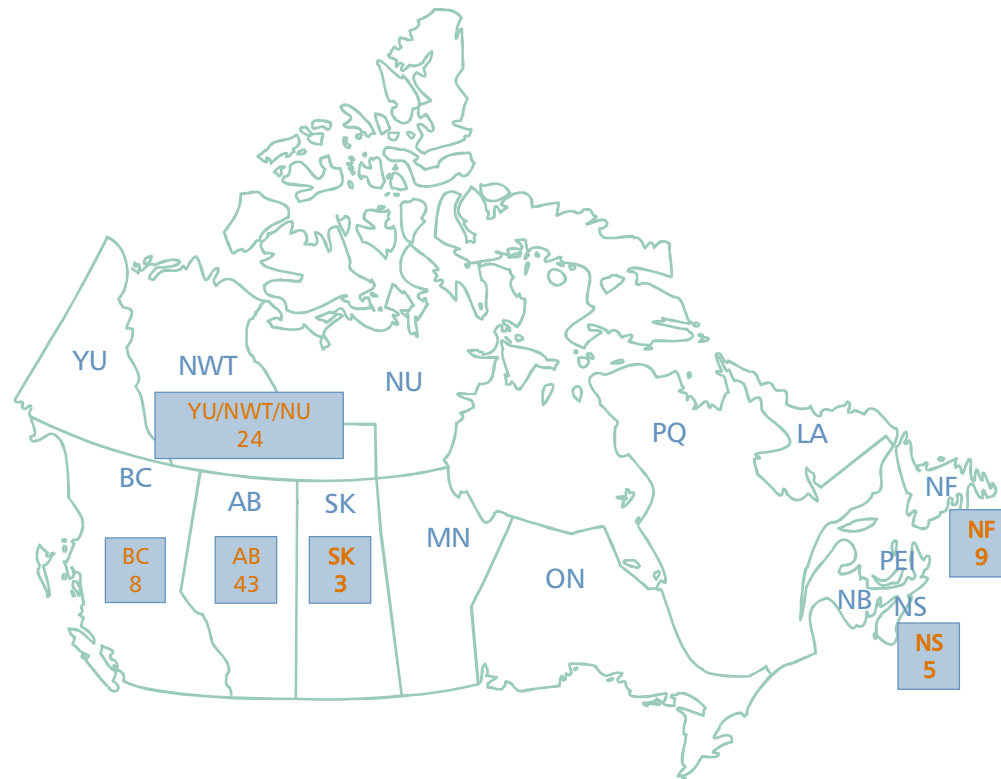 YU
NWT
NU
YU/NWT/NU
24
PQ
LA
BC
AB
SK
NF
MN
BC
8
AB
43
SK
3
ON
NF
9
PEI
NB
NS
NS
5